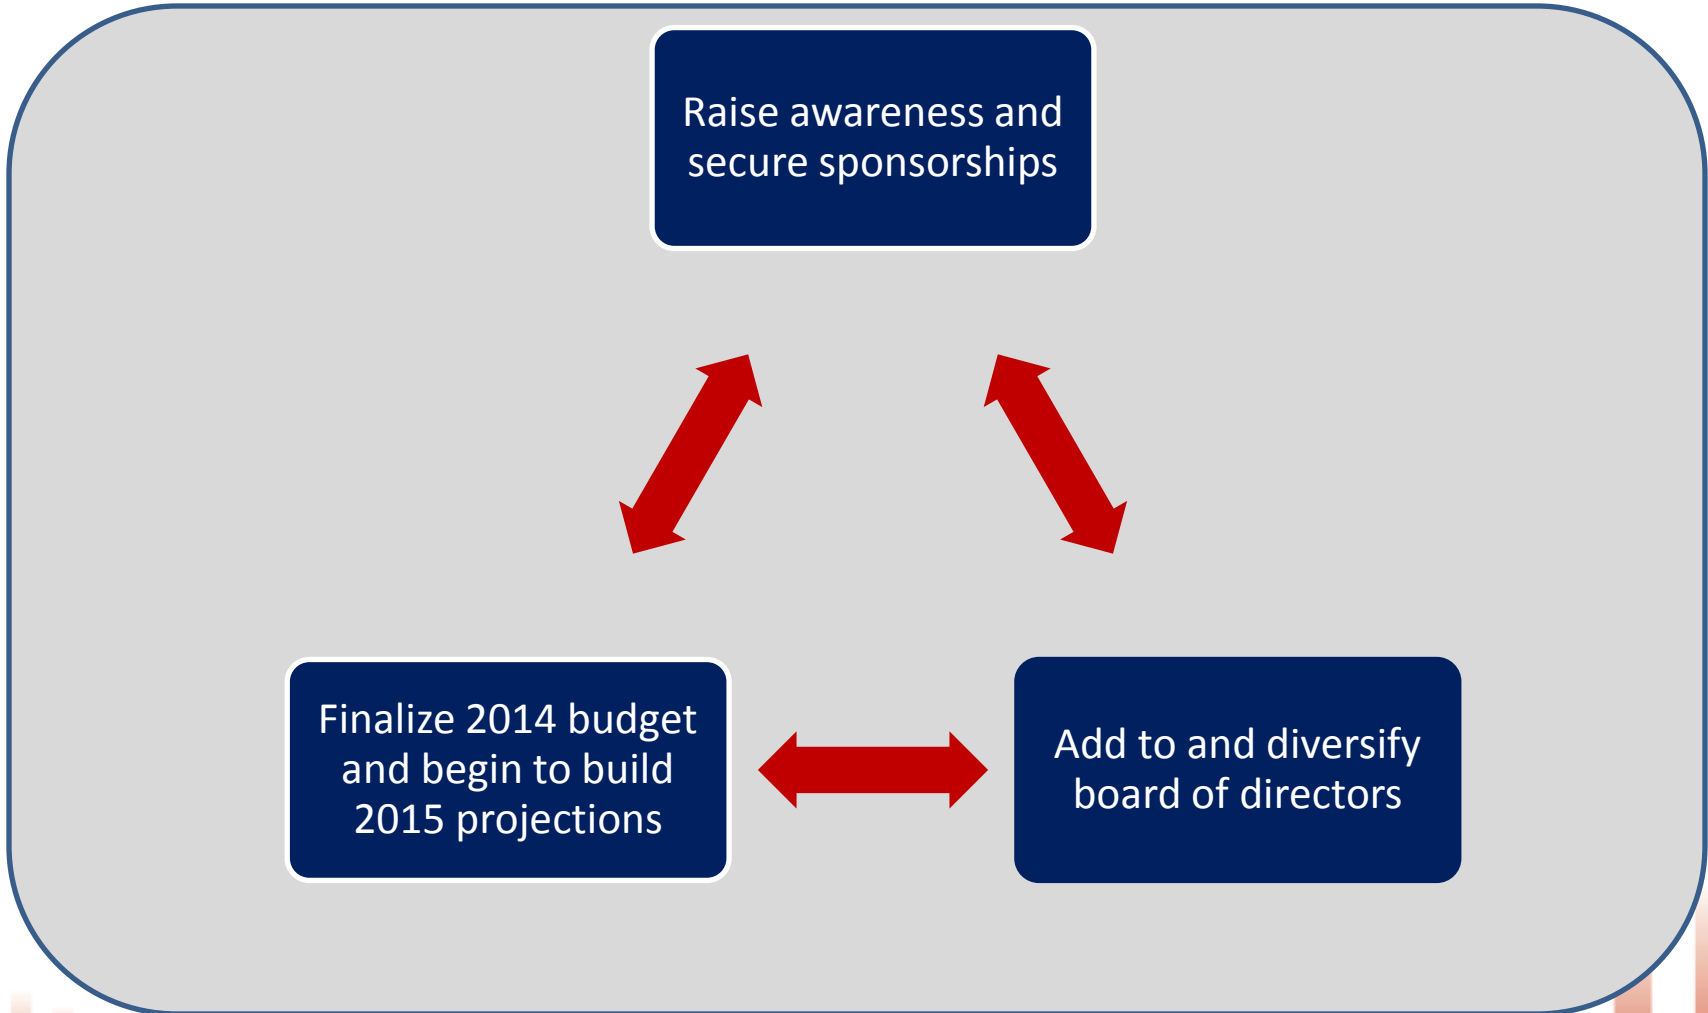 Raise awareness and
secure sponsorships
Finalize 2014 budget
and begin to build
2015 projections
Add to and diversify
board of directors